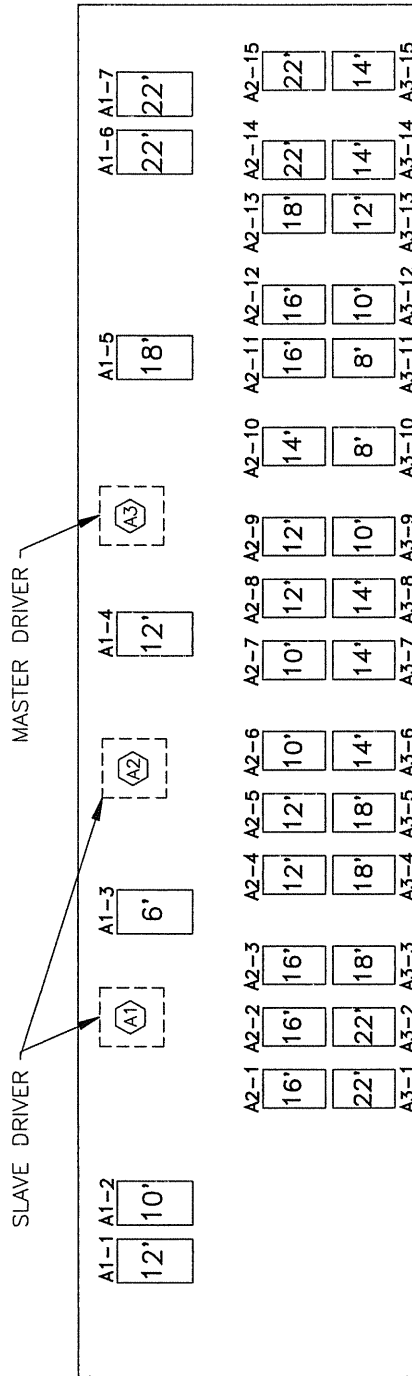 SLAVE DRIVER
MASTER DRIVER
A1-1 A1-2 A1-3 A1-4 A1-5 A1-6 A1-7
12' 10' 6' 12' 18' 22' 22'
A1 A2 A3
A2-1 A2-2 A2-3 A2-4 A2-5 A2-6 A2-7 A2-8 A2-9 A2-10 A2-11 A2-12 A2-13 A2-14 A2-15
16' 16' 16' 12' 12' 10' 10' 12' 12' 14' 16' 16' 18' 22' 22'
22' 22' 18' 18' 18' 14' 14' 14' 10' 8' 8' 10' 12' 14' 14'
A3-1 A3-2 A3-3 A3-4 A3-5 A3-6 A3-7 A3-8 A3-9 A3-10 A3-11 A3-12 A3-13 A3-14 A3-15